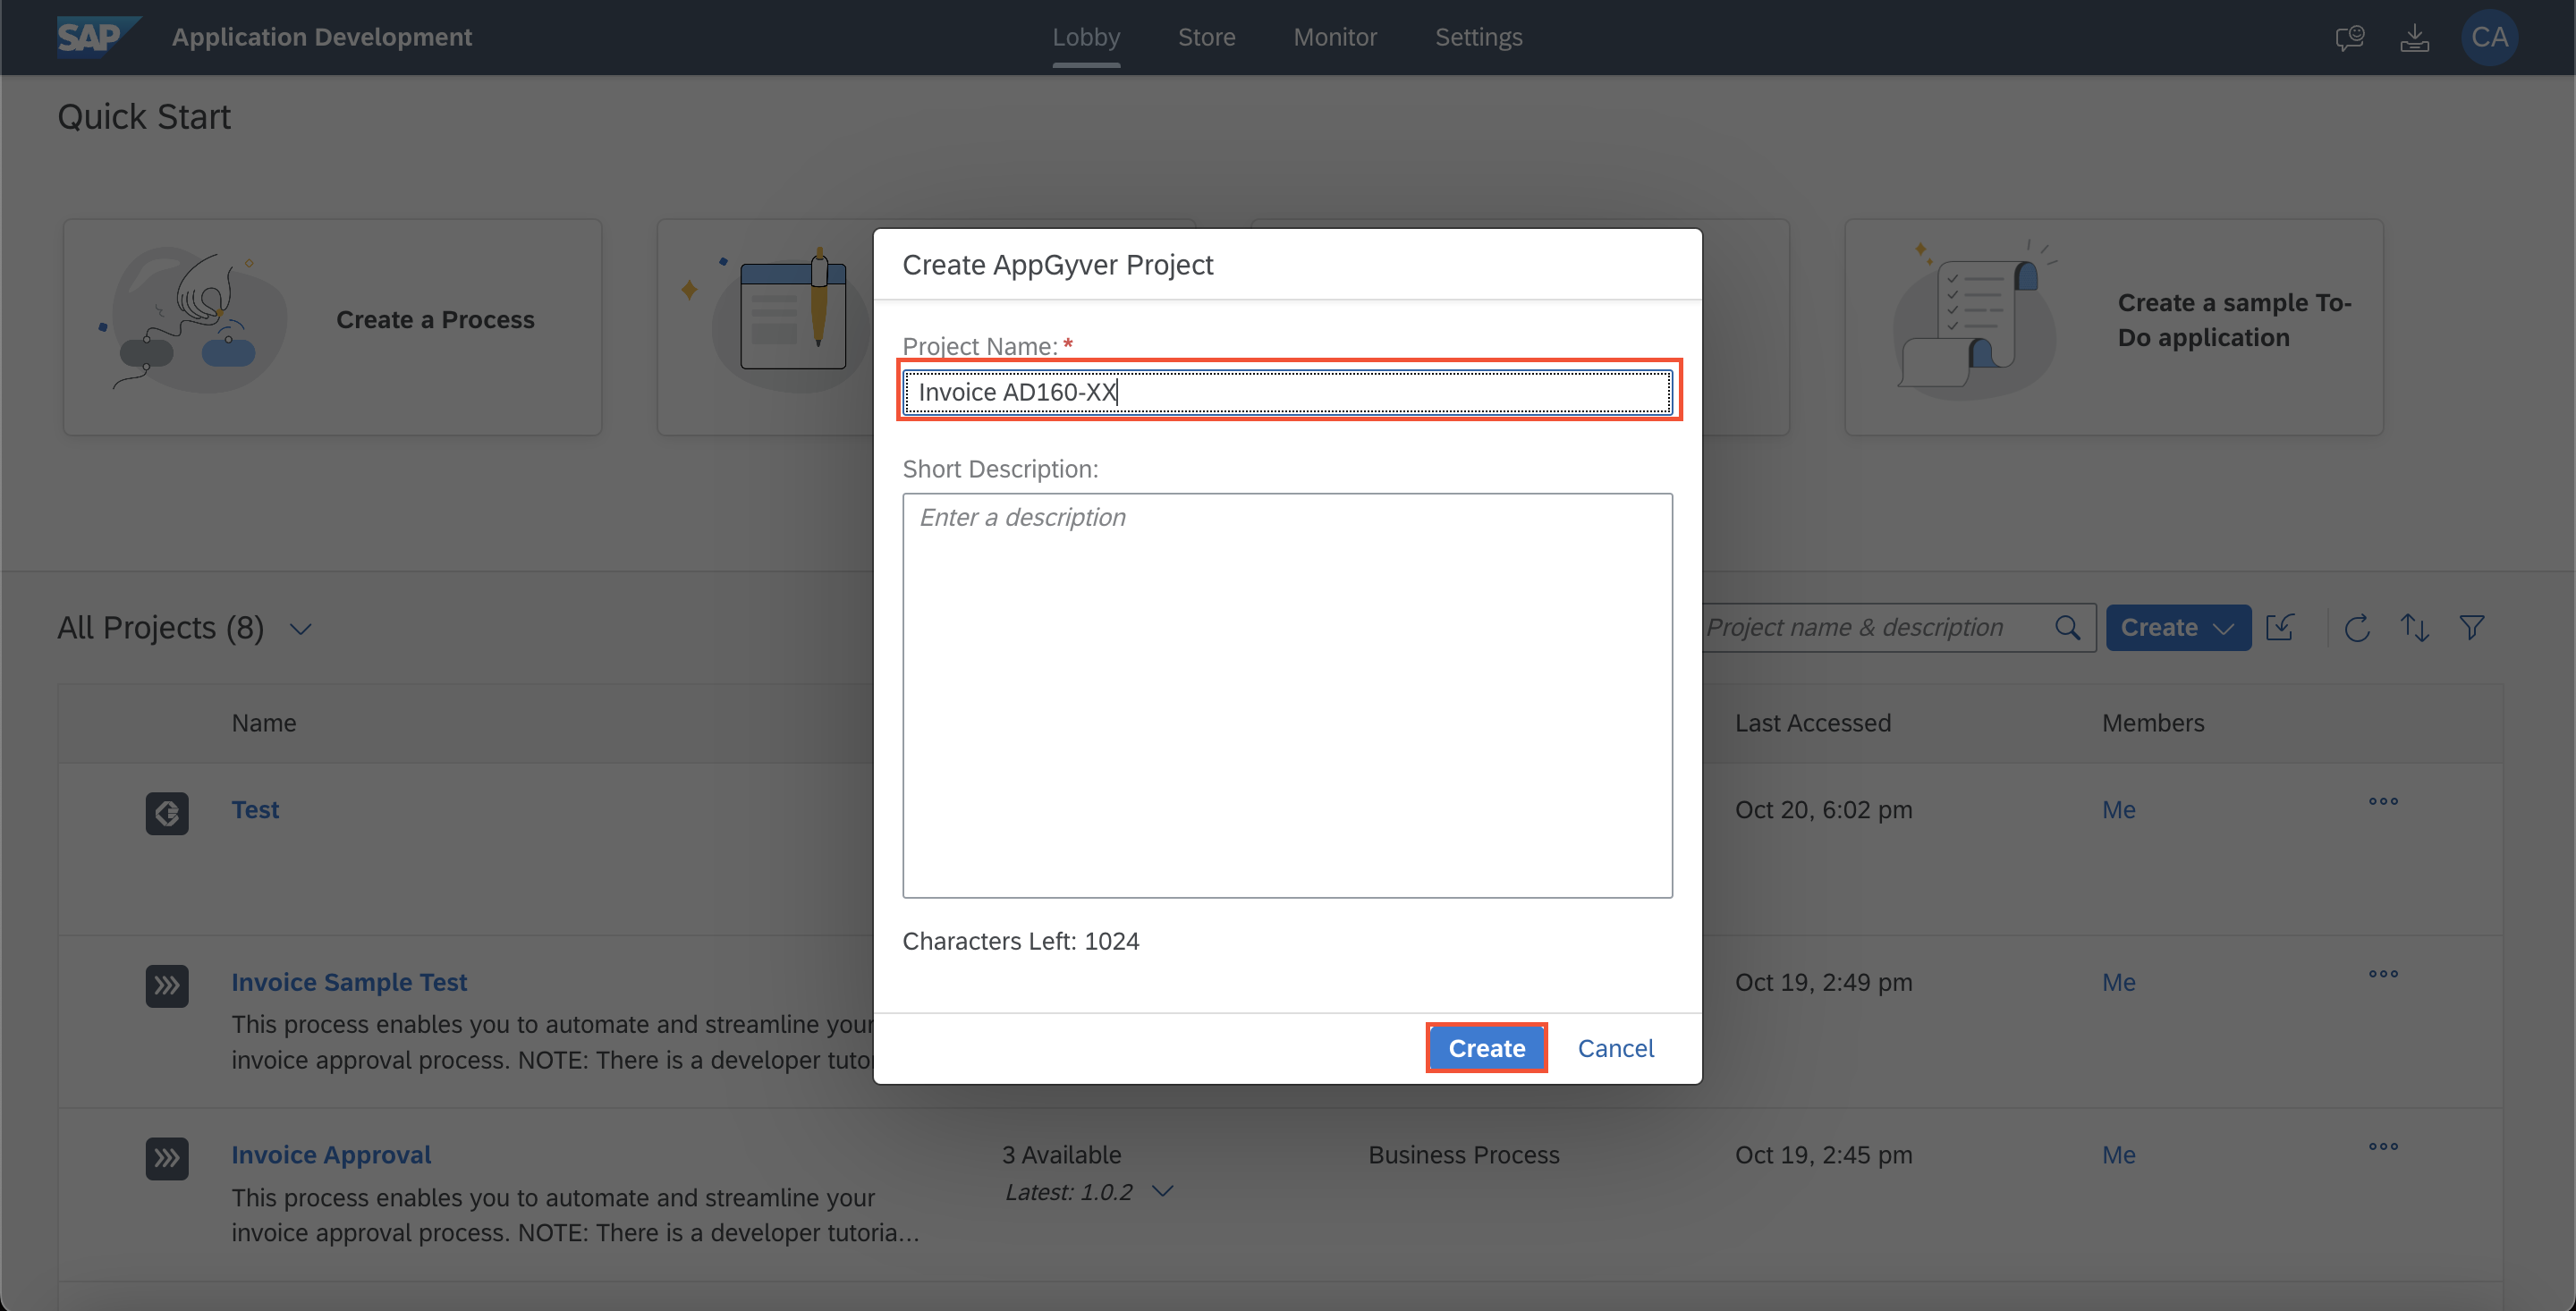 SAP Application Development Lobby Store Monitor Settings CA
Quick Start
Create a Process
Create a sample To-
Do application
Create AppGyver Project
Project Name: *
Invoice AD160-XX
Short Description:
Enter a description
Characters Left: 1024
Create Cancel
All Projects (8)
Project name & description Create
Name Last Accessed Members
Test Oct 20, 6:02 pm Me
Invoice Sample Test Oct 19, 2:49 pm Me
This process enables you to automate and streamline your
invoice approval process. NOTE: There is a developer
Invoice Approval 3 Available Business Process Oct 19, 2:45 pm Me
Latest: 1.0.2
This process enables you to automate and streamline your
invoice approval process. NOTE: There is a developer tutoria...